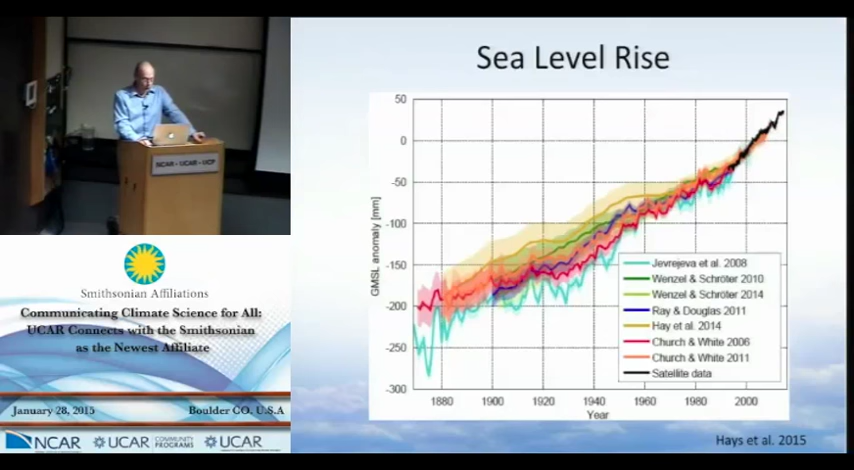 NCAR • UCAR • UCP
Smithsonian Affiliations
Communicating Climate Science for All:
UCAR Connects with the Smithsonian
as the Newest Affiliate
January 28, 2015
Boulder CO. U.S.A
NCAR
UCAR
COMMUNITY
PROGRAMS
UCAR
Sea Level Rise
GMSL anomaly [mm]
50
0
-50
-100
-150
-200
-250
-300
1880
1900
1920
1940
1960
1980
2000
Year
Jevrejeva et al. 2008
Wenzel & Schröter 2010
Wenzel & Schröter 2014
Ray & Douglas 2011
Hay et al. 2014
Church & White 2006
Church & White 2011
Satellite data
Hays et al. 2015